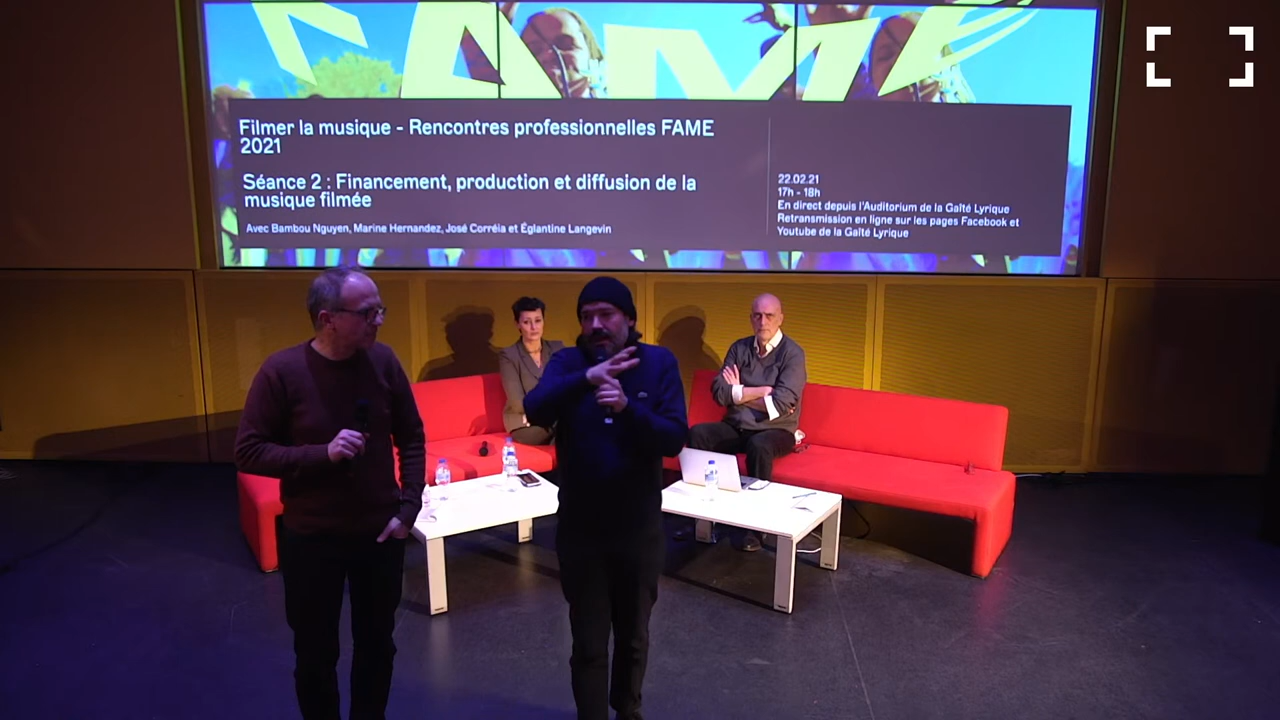 FAME
Filmer la musique - Rencontres professionnelles FAME
2021
Séance 2 : Financement, production et diffusion de la
musique filmée
Avec Bambou Nguyen, Marine Hernandez, José Corréia et Églantine Langevin
22.02.21
17h - 18h
En direct depuis l'Auditorium de la Gaîté Lyrique
Retransmission en ligne sur les pages Facebook et
Youtube de la Gaîté Lyrique